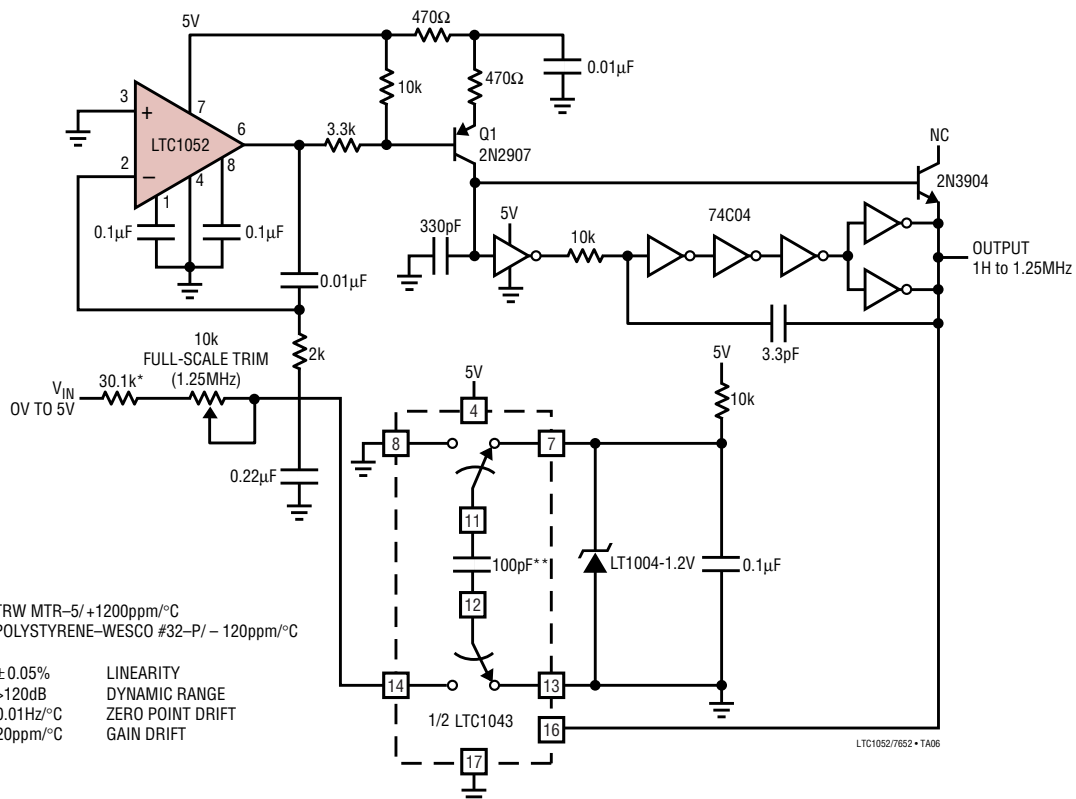 5V
470Ω
0.01µF
10k
470Ω
3
+
7
LTC1052
6
3.3k
Q1
2N2907
NC
2N3904
2
−
8
4
1
0.1µF
0.1µF
330pF
5V
10k
74C04
OUTPUT
1H to 1.25MHz
0.01µF
3.3pF
10k
FULL-SCALE TRIM
(1.25MHz)
2k
VIN
0V TO 5V
30.1k*
5V
5V
10k
4
8
7
0.22µF
11
100pF**
LT1004-1.2V
0.1µF
12
TRW MTR–5/+1200ppm/°C
POLYSTYRENE–WESCO #32–P/ – 120ppm/°C
±0.05% LINEARITY
>120dB DYNAMIC RANGE
0.01Hz/°C ZERO POINT DRIFT
20ppm/°C GAIN DRIFT
14
13
1/2 LTC1043
16
17
LTC1052/7652 • TA06